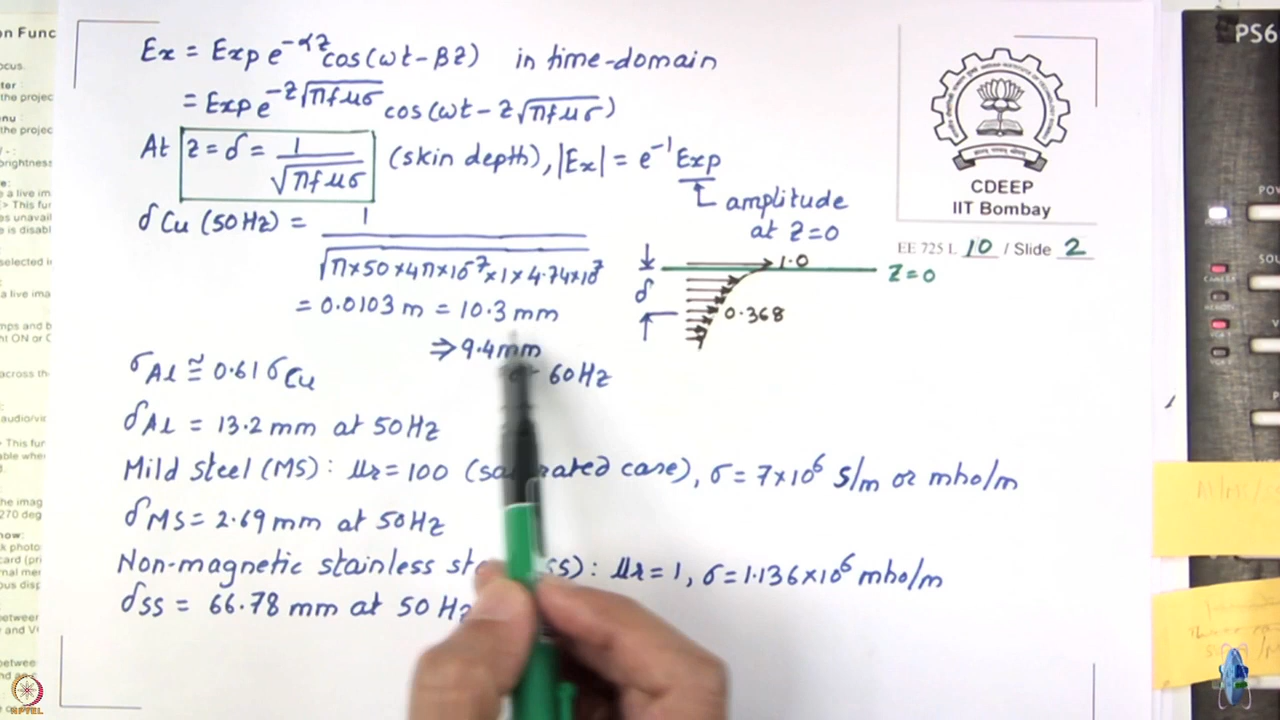 Ex = Exp e^-αz cos(ωt - βz) in time-domain
= Exp e^-z√πfμσ cos(ωt - z√πfμσ)
At z = δ = 1/√πfμσ (skin depth), |Ex| = e^-1 Exp
amplitude
at z=0
δCu (50Hz) = 1/√π×50×4π×10^-7×1×4.74×10^7
= 0.0103 m = 10.3 mm
⇒ 9.4mm
60Hz
1.0
z=0
δ
0.368
σAl ≅ 0.61 σCu
δAl = 13.2 mm at 50Hz
Mild Steel (MS): μr = 100 (saturated case), σ = 7×10^6 S/m or mho/m
δMS = 2.69 mm at 50Hz
Non-magnetic stainless SS): μr = 1, σ = 1.136×10^6 mho/m
δSS = 66.78 mm at 50 Hz
CDEEP
IIT Bombay
EE 725 L 10 / Slide 2
PS6
NPTEL